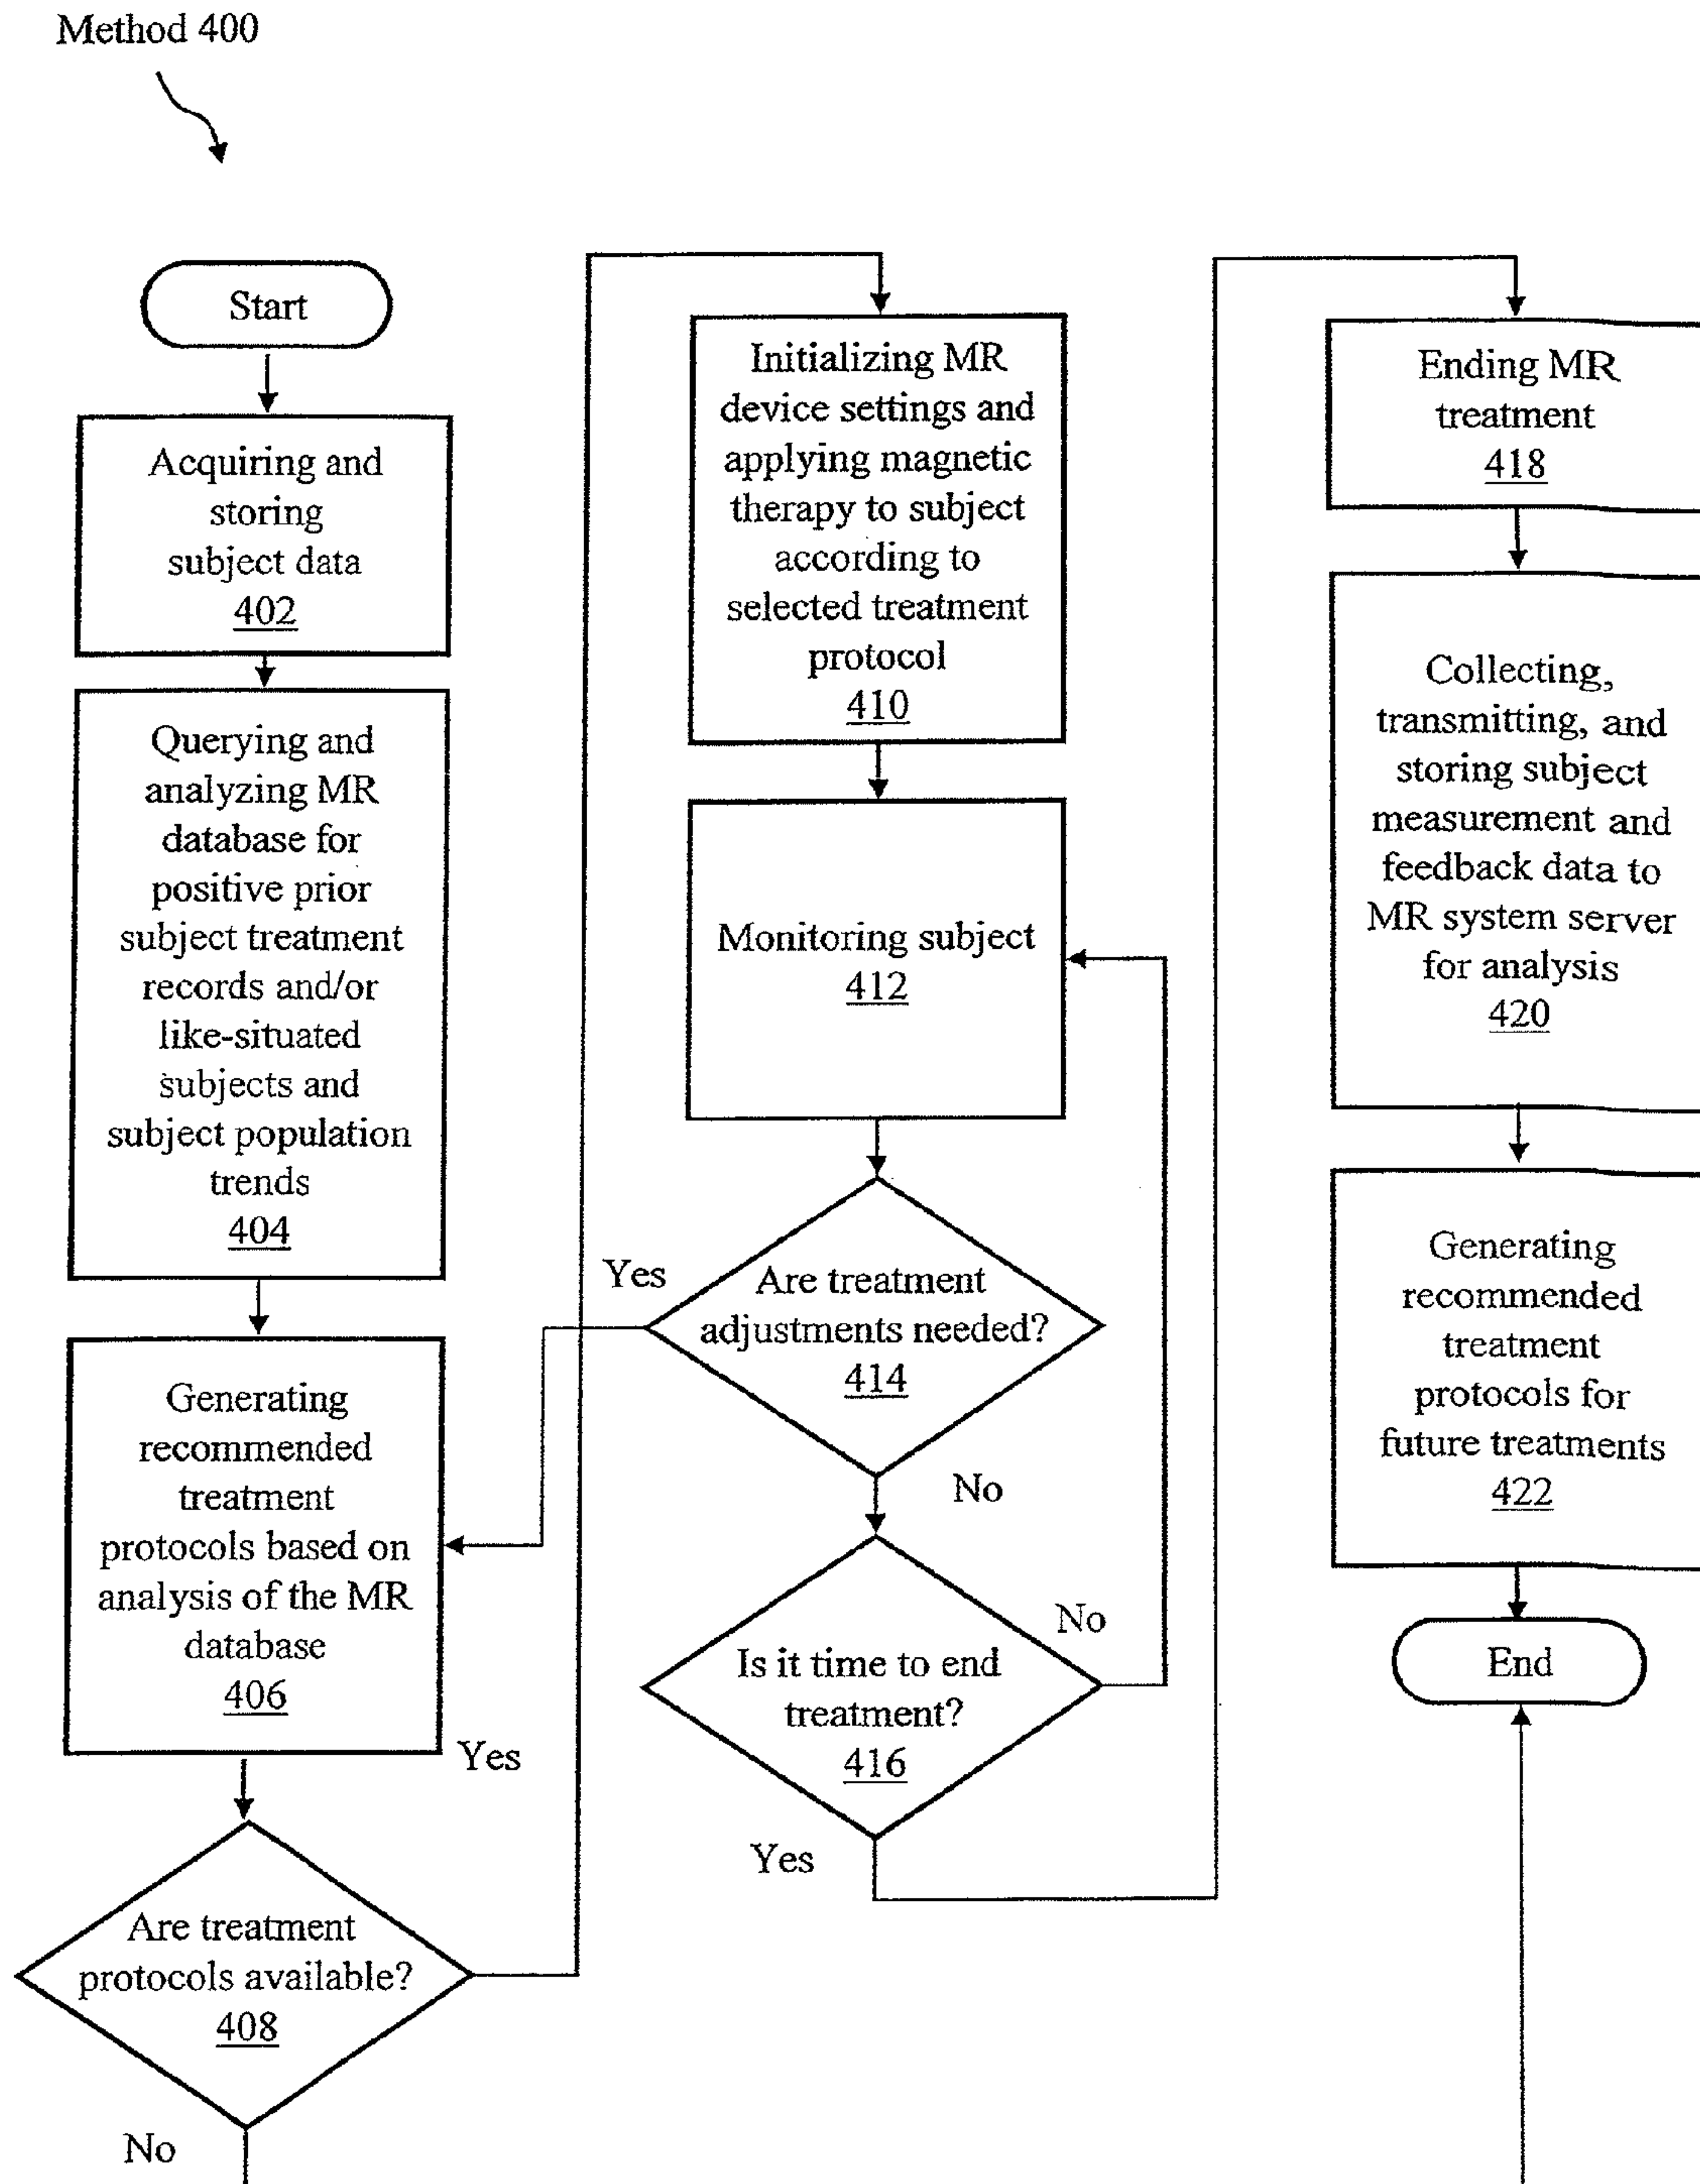 Method 400
Start
Acquiring and
storing
subject data
402
Querying and
analyzing MR
database for
positive prior
subject treatment
records and/or
like-situated
subjects and
subject population
trends
404
Generating
recommended
treatment
protocols based on
analysis of the MR
database
406
Yes
Are treatment
protocols available?
408
No
Initializing MR
device settings and
applying magnetic
therapy to subject
according to
selected treatment
protocol
410
Monitoring subject
412
Yes
Are treatment
adjustments needed?
414
No
No
Is it time to end
treatment?
416
Yes
Ending MR
treatment
418
Collecting,
transmitting, and
storing subject
measurement and
feedback data to
MR system server
for analysis
420
Generating
recommended
treatment
protocols for
future treatments
422
End